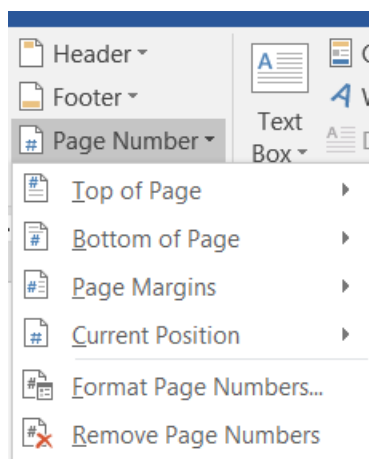 Header
Footer
Page Number
Text
Box
Top of Page
Bottom of Page
Page Margins
Current Position
Format Page Numbers...
Remove Page Numbers